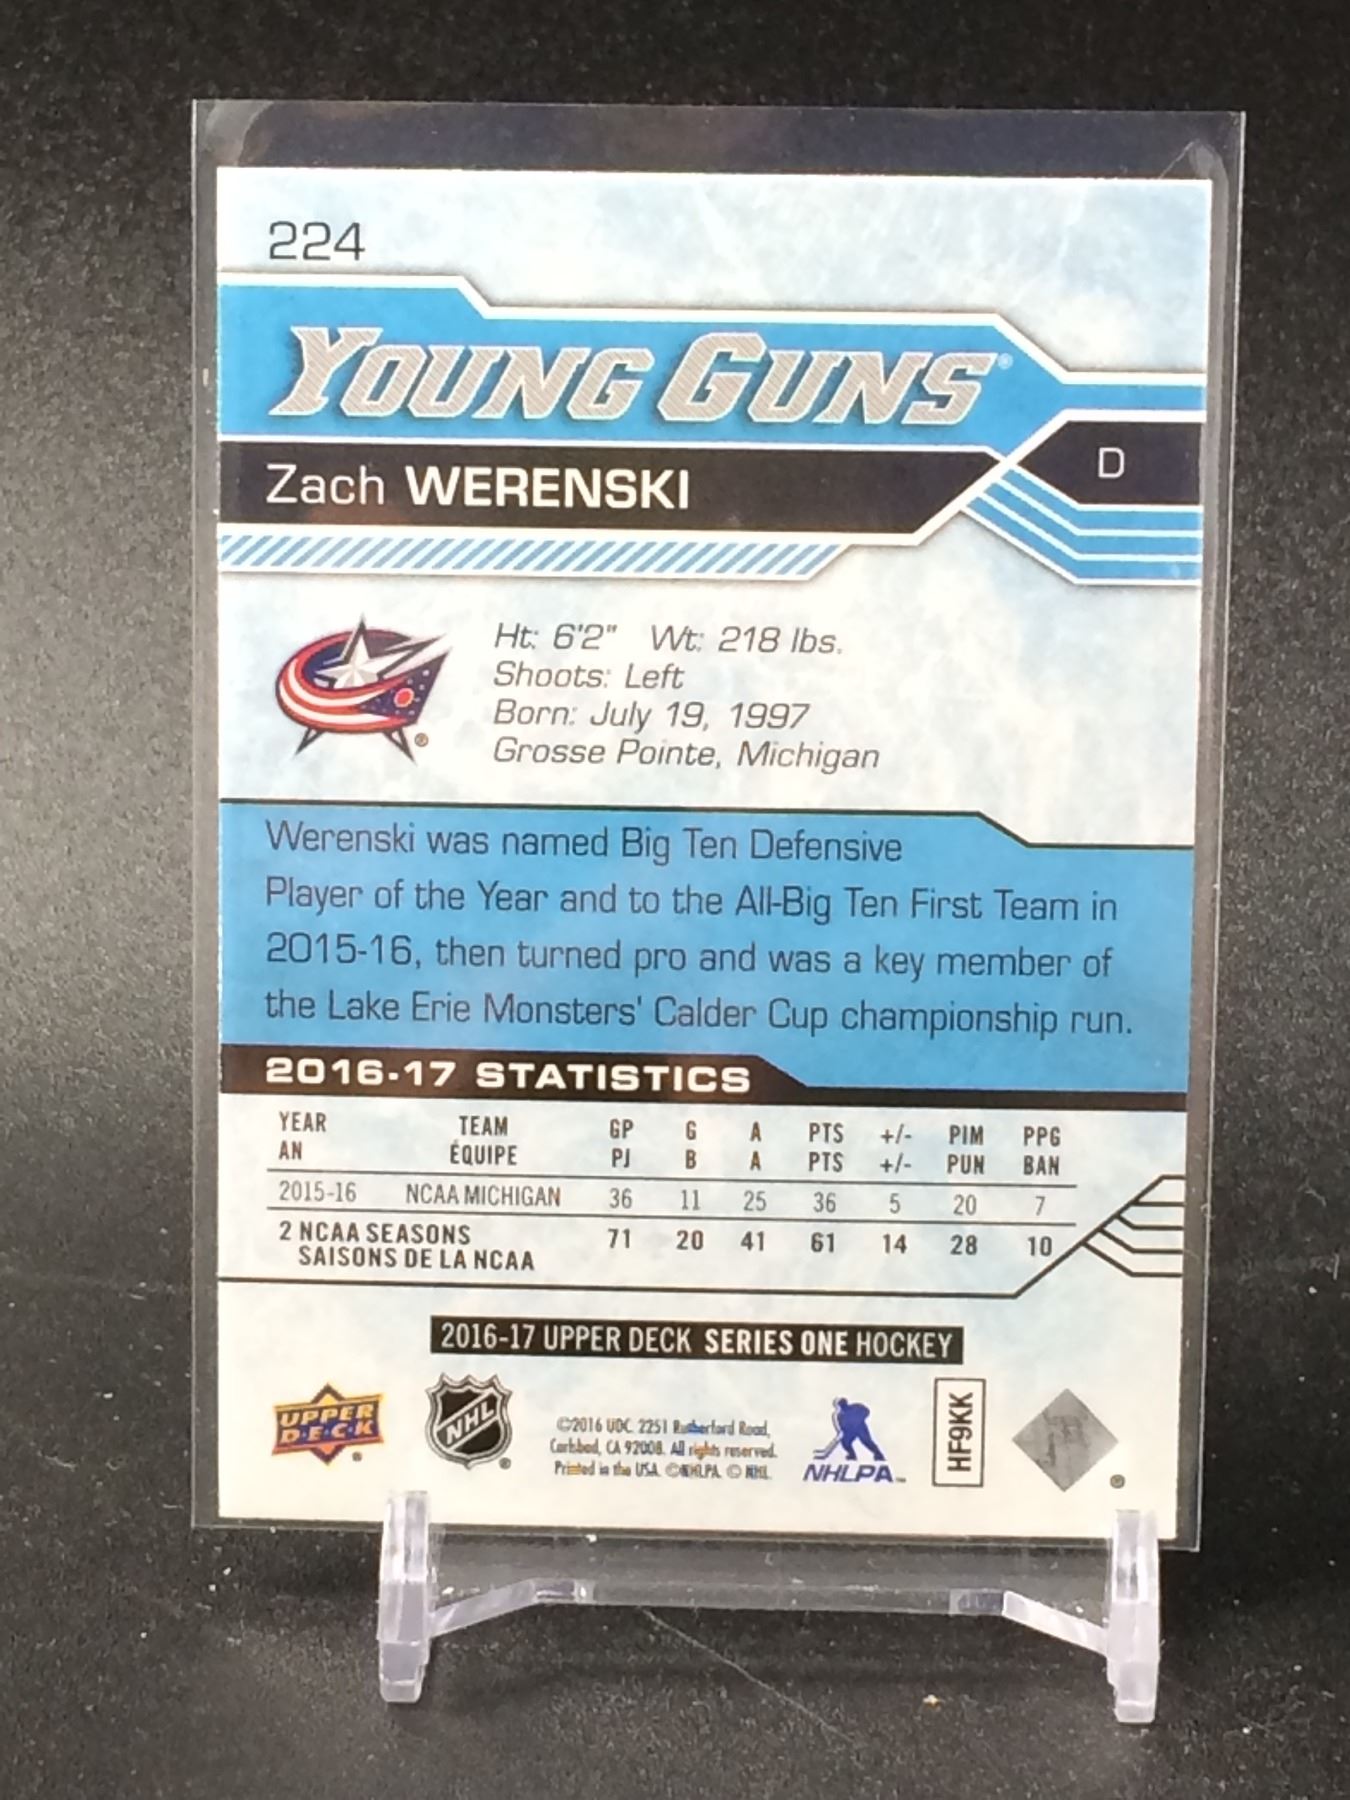 224
YOUNG GUNS®
D
Zach WERENSKI
Ht: 6'2" Wt: 218 lbs.
Shoots: Left
Born: July 19, 1997
Grosse Pointe, Michigan
Werenski was named Big Ten Defensive
Player of the Year and to the All-Big Ten First Team in
2015-16, then turned pro and was a key member of
the Lake Erie Monsters' Calder Cup championship run.
2016-17 STATISTICS
YEAR TEAM GP G A PTS +/- PIM PPG
AN ÉQUIPE PJ B A PTS +/- PUN BAN
2015-16 NCAA MICHIGAN 36 11 25 36 5 20 7
2 NCAA SEASONS 71 20 41 61 14 28 10
SAISONS DE LA NCAA
2016-17 UPPER DECK SERIES ONE HOCKEY
UPPER
DECK
®
NHL
®
©2016 UDC. 2251 Rutherford Road,
Carlsbad, CA 92008. All rights reserved.
Printed in the USA. ©NHLPA. © NHL.
NHLPA™
HF9KK
®